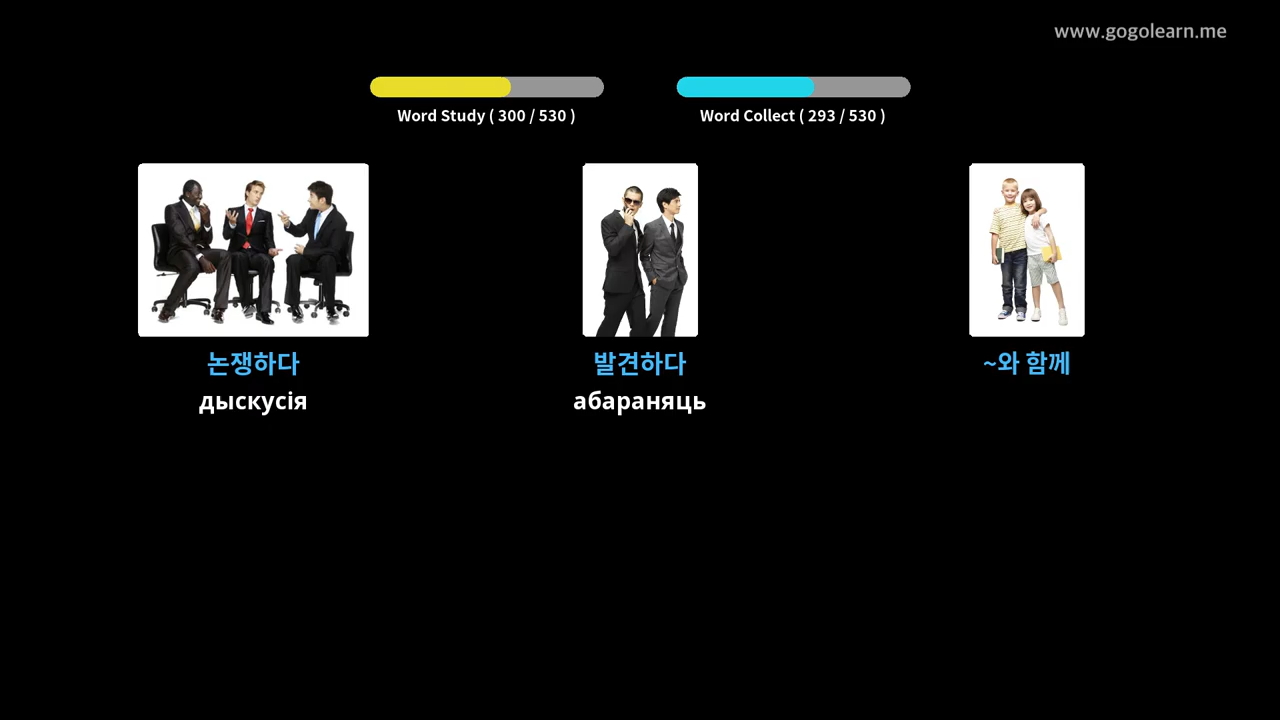 www.gogolearn.me
Word Study ( 300 / 530 )
Word Collect ( 293 / 530 )
논쟁하다
발견하다
~와 함께
дыскусія
абараняць